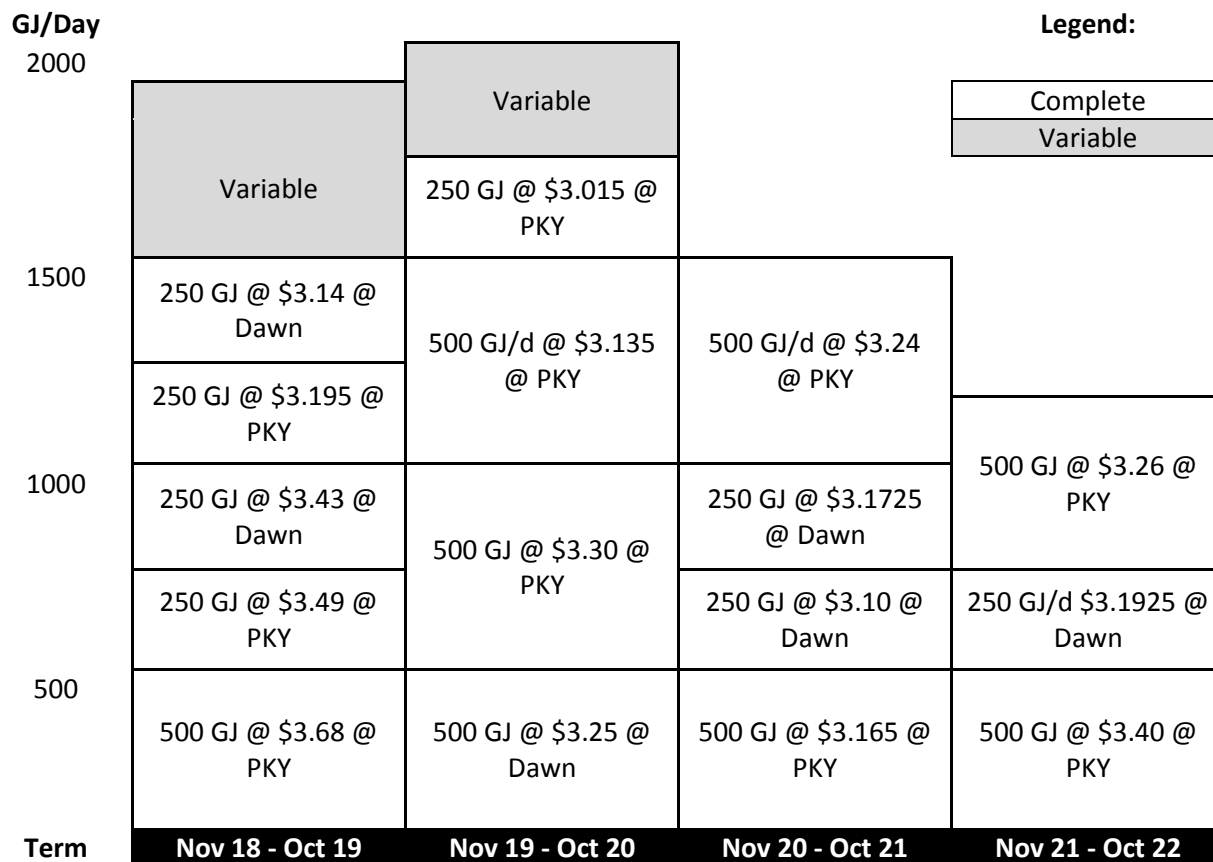 GJ/Day
Legend:
2000
Complete
Variable
Variable
Variable
250 GJ @ $3.015 @
PKY
1500
250 GJ @ $3.14 @
Dawn
500 GJ/d @ $3.135
@ PKY
500 GJ/d @ $3.24
@ PKY
250 GJ @ $3.195 @
PKY
1000
250 GJ @ $3.43 @
Dawn
500 GJ @ $3.30 @
PKY
250 GJ @ $3.1725
@ Dawn
500 GJ @ $3.26 @
PKY
250 GJ @ $3.49 @
PKY
250 GJ @ $3.10 @
Dawn
250 GJ/d $3.1925 @
Dawn
500
500 GJ @ $3.68 @
PKY
500 GJ @ $3.25 @
Dawn
500 GJ @ $3.165 @
PKY
500 GJ @ $3.40 @
PKY
Term
Nov 18 - Oct 19
Nov 19 - Oct 20
Nov 20 - Oct 21
Nov 21 - Oct 22